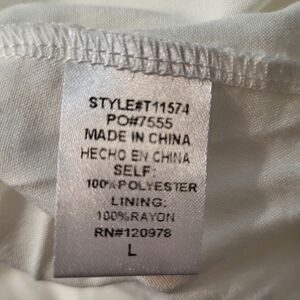 STYLE#T11574
PO#7555
MADE IN CHINA
HECHO EN CHINA
SELF:
100%POLYESTER
LINING:
100%RAYON
RN#120978
L